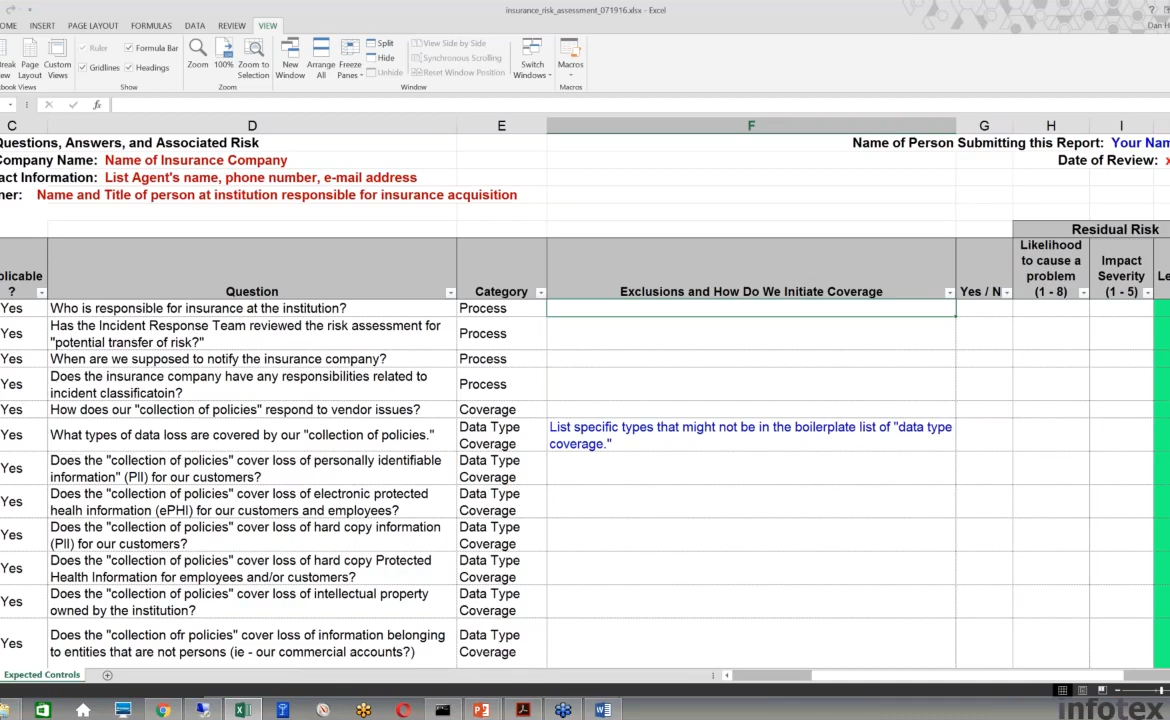 insurance_risk_assessment_071916.xlsx - Excel
OME INSERT PAGE LAYOUT FORMULAS DATA REVIEW VIEW
Dan H
Ruler Formula Bar
Gridlines Headings
Show
reak
ew
Page Layout
Custom Views
book Views
Zoom 100% Zoom to Selection
Zoom
New Window
Arrange All
Freeze Panes
Split
Hide
Unhide
View Side by Side
Synchronous Scrolling
Reset Window Position
Window
Switch Windows
Macros
Macros
fx
C D E F G H I
Questions, Answers, and Associated Risk
Name of Person Submitting this Report: Your Nam
Company Name: Name of Insurance Company
Date of Review: x
act Information: List Agent's name, phone number, e-mail address
ner: Name and Title of person at institution responsible for insurance acquisition
Residual Risk
plicable ?
Question
Category
Exclusions and How Do We Initiate Coverage
Yes / N
Likelihood to cause a problem (1 - 8)
Impact Severity (1 - 5)
Le
Yes Who is responsible for insurance at the institution? Process
Yes Has the Incident Response Team reviewed the risk assessment for "potential transfer of risk?" Process
Yes When are we supposed to notify the insurance company? Process
Yes Does the insurance company have any responsibilities related to incident classificatoin? Process
Yes How does our "collection of policies" respond to vendor issues? Coverage
Yes What types of data loss are covered by our "collection of policies." Data Type Coverage List specific types that might not be in the boilerplate list of "data type coverage."
Yes Does the "collection of policies" cover loss of personally identifiable information" (PII) for our customers? Data Type Coverage
Yes Does the "collection of policies" cover loss of electronic protected healh information (ePHI) for our customers and employees? Data Type Coverage
Yes Does the "collection of policies" cover loss of hard copy information (PII) for our customers? Data Type Coverage
Yes Does the "collection of policies" cover loss of hard copy Protected Health Information for employees and/or customers? Data Type Coverage
Yes Does the "collection of policies" cover loss of intellectual property owned by the institution? Data Type Coverage
Yes Does the "collection ofr policies" cover loss of information belonging to entities that are not persons (ie - our commercial accounts?) Data Type Coverage
Expected Controls
infotex